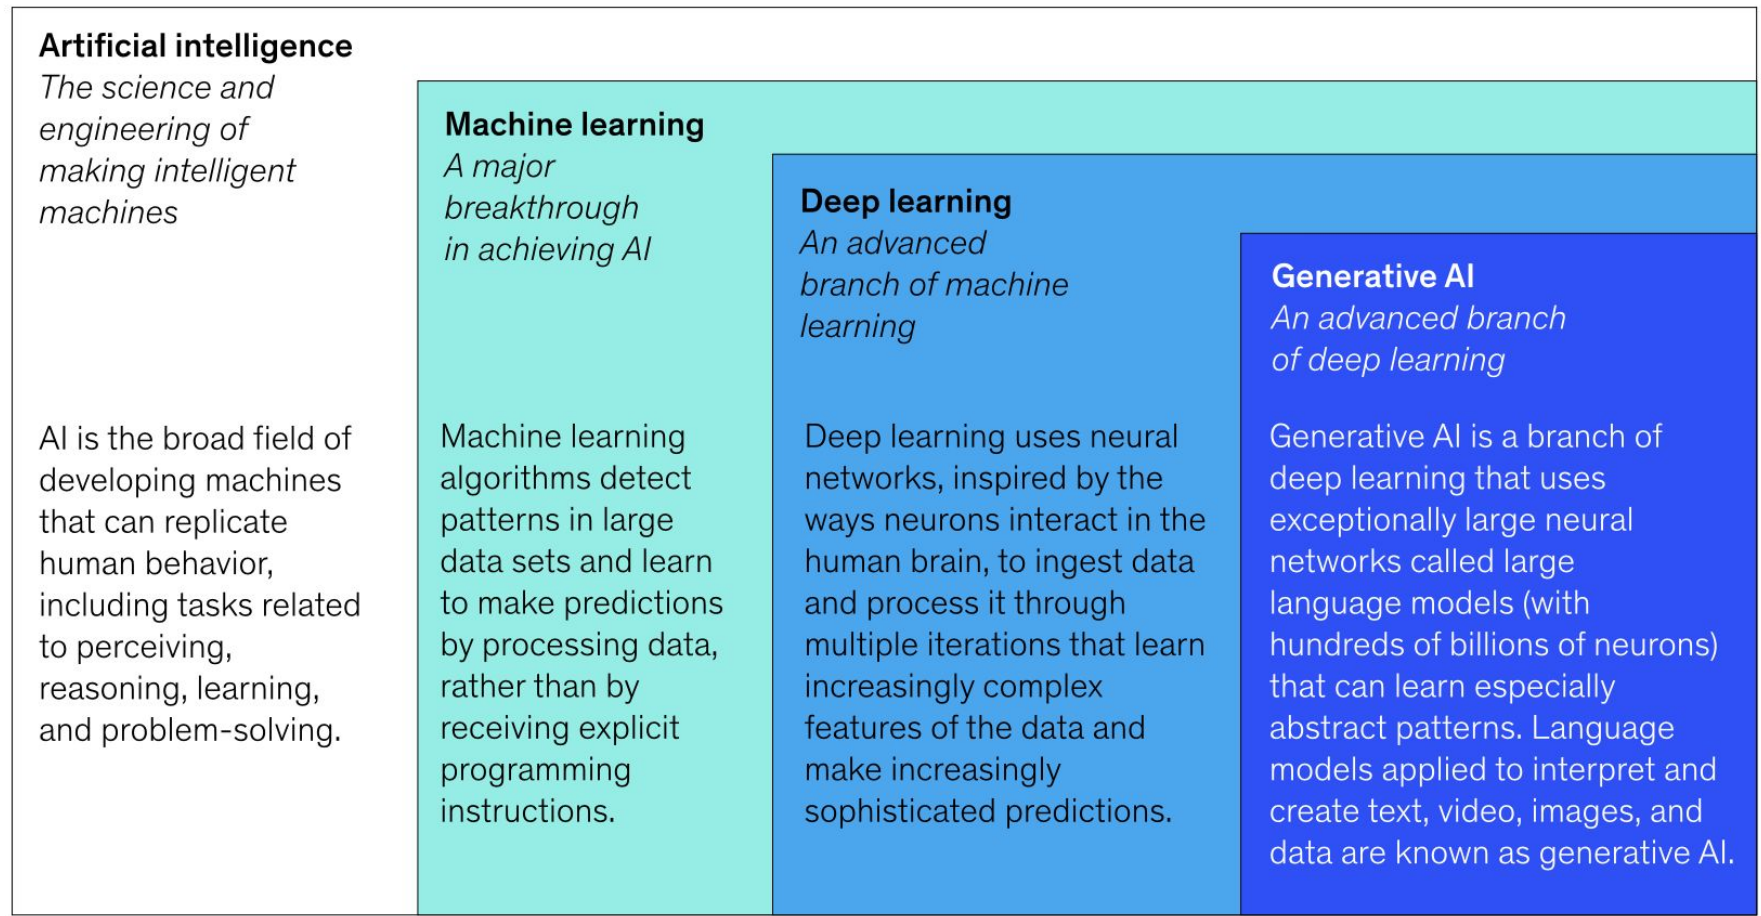 Artificial intelligence
The science and
engineering of
making intelligent
machines
AI is the broad field of
developing machines
that can replicate
human behavior,
including tasks related
to perceiving,
reasoning, learning,
and problem-solving.
Machine learning
A major
breakthrough
in achieving AI
Machine learning
algorithms detect
patterns in large
data sets and learn
to make predictions
by processing data,
rather than by
receiving explicit
programming
instructions.
Deep learning
An advanced
branch of machine
learning
Deep learning uses neural
networks, inspired by the
ways neurons interact in the
human brain, to ingest data
and process it through
multiple iterations that learn
increasingly complex
features of the data and
make increasingly
sophisticated predictions.
Generative AI
An advanced branch
of deep learning
Generative AI is a branch of
deep learning that uses
exceptionally large neural
networks called large
language models (with
hundreds of billions of neurons)
that can learn especially
abstract patterns. Language
models applied to interpret and
create text, video, images, and
data are known as generative AI.